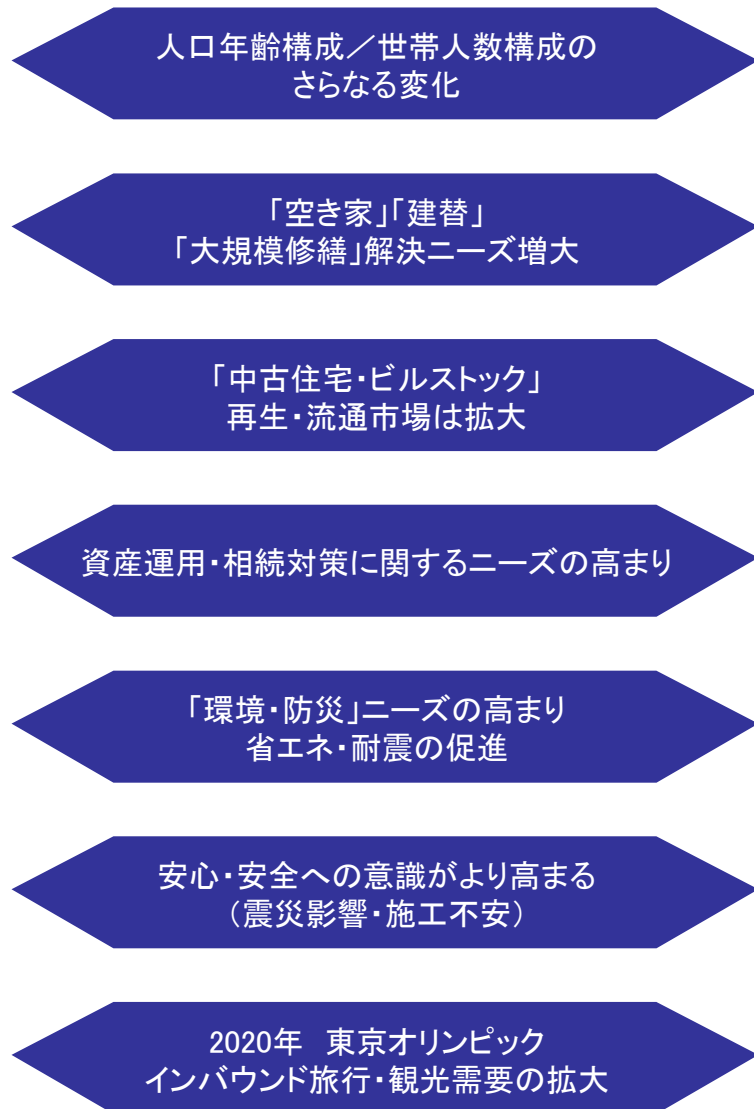 人口年齢構成／世帯人数構成の
さらなる変化
「空き家」「建替」
「大規模修繕」解決ニーズ増大
「中古住宅・ビルストック」
再生・流通市場は拡大
資産運用・相続対策に関するニーズの高まり
「環境・防災」ニーズの高まり
省エネ・耐震の促進
安心・安全への意識がより高まる
（震災影響・施工不安）
2020年　東京オリンピック
インバウンド旅行・観光需要の拡大